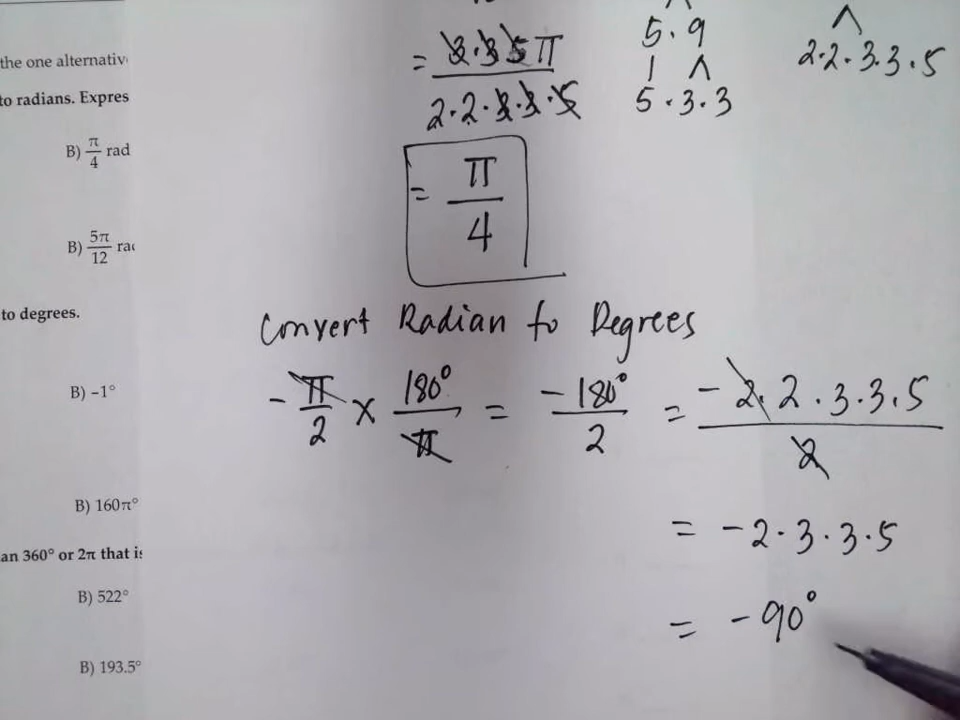 the one alternativ
to radians. Expres
B) π/4 rad
B) 5π/12 ra
to degrees.
B) –1°
B) 160π°
an 360° or 2π that i
B) 522°
B) 193.5°
= 3·3·5π / 2·2·3·3·5
5·9
5·3·3
2·2·3·3·5
= π/4
Convert Radian to Degrees
-π/2 x 180°/π = -180°/2 = -2·2·3·3·5/2
= -2·3·3·5
= -90°